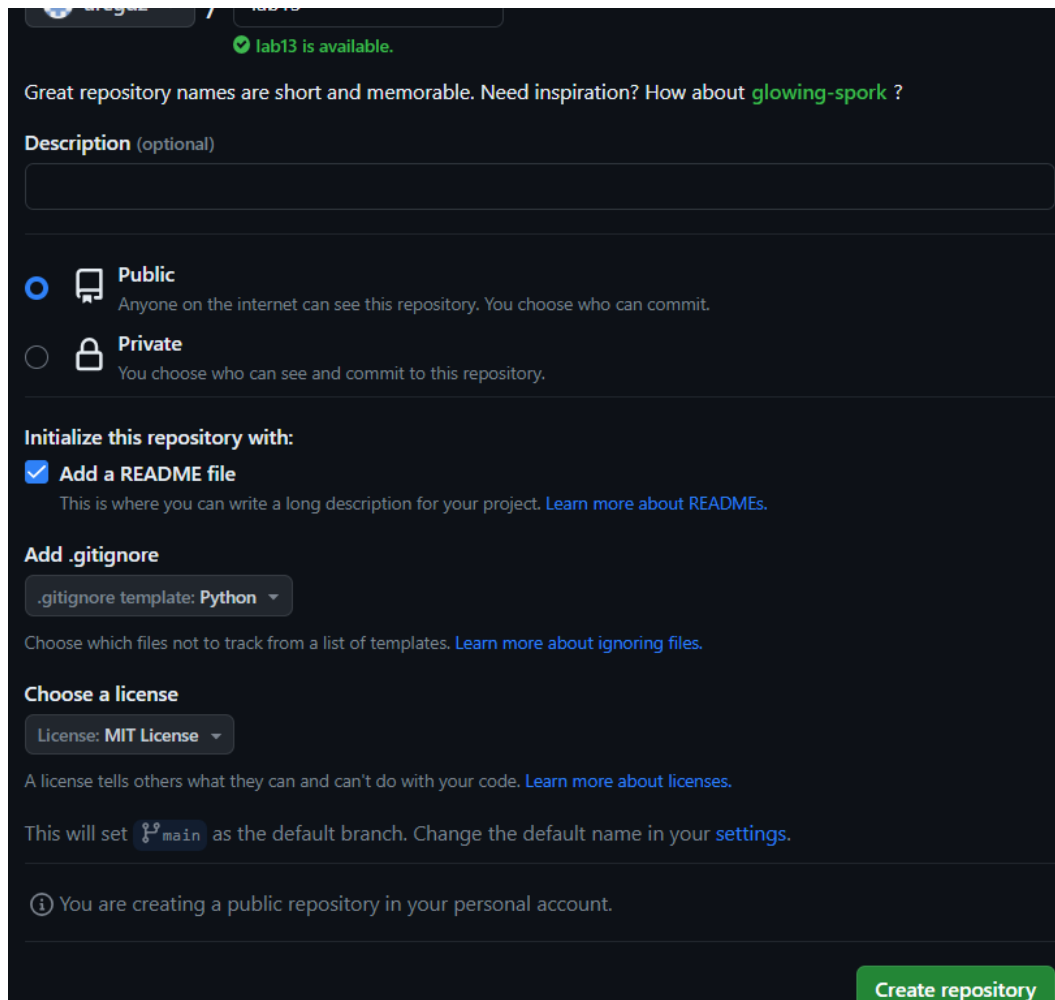 /
lab13 is available.
Great repository names are short and memorable. Need inspiration? How about glowing-spork ?
Description (optional)
Public
Anyone on the internet can see this repository. You choose who can commit.
Private
You choose who can see and commit to this repository.
Initialize this repository with:
Add a README file
This is where you can write a long description for your project. Learn more about READMEs.
Add .gitignore
.gitignore template: Python
Choose which files not to track from a list of templates. Learn more about ignoring files.
Choose a license
License: MIT License
A license tells others what they can and can't do with your code. Learn more about licenses.
This will set main as the default branch. Change the default name in your settings.
You are creating a public repository in your personal account.
Create repository